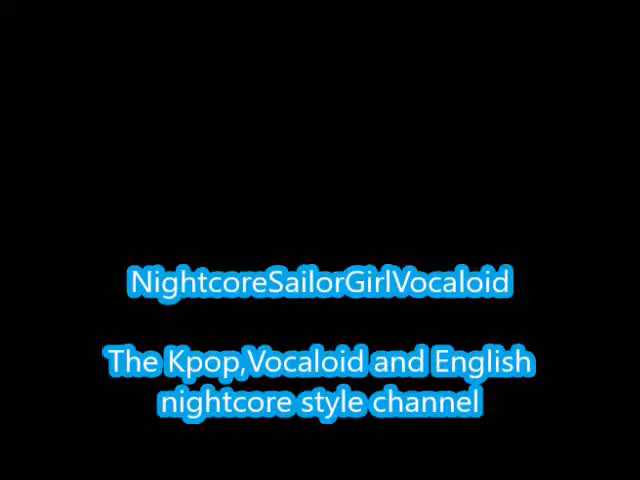 NightcoreSailorGirlVocaloid
The Kpop,Vocaloid and English
nightcore style channel